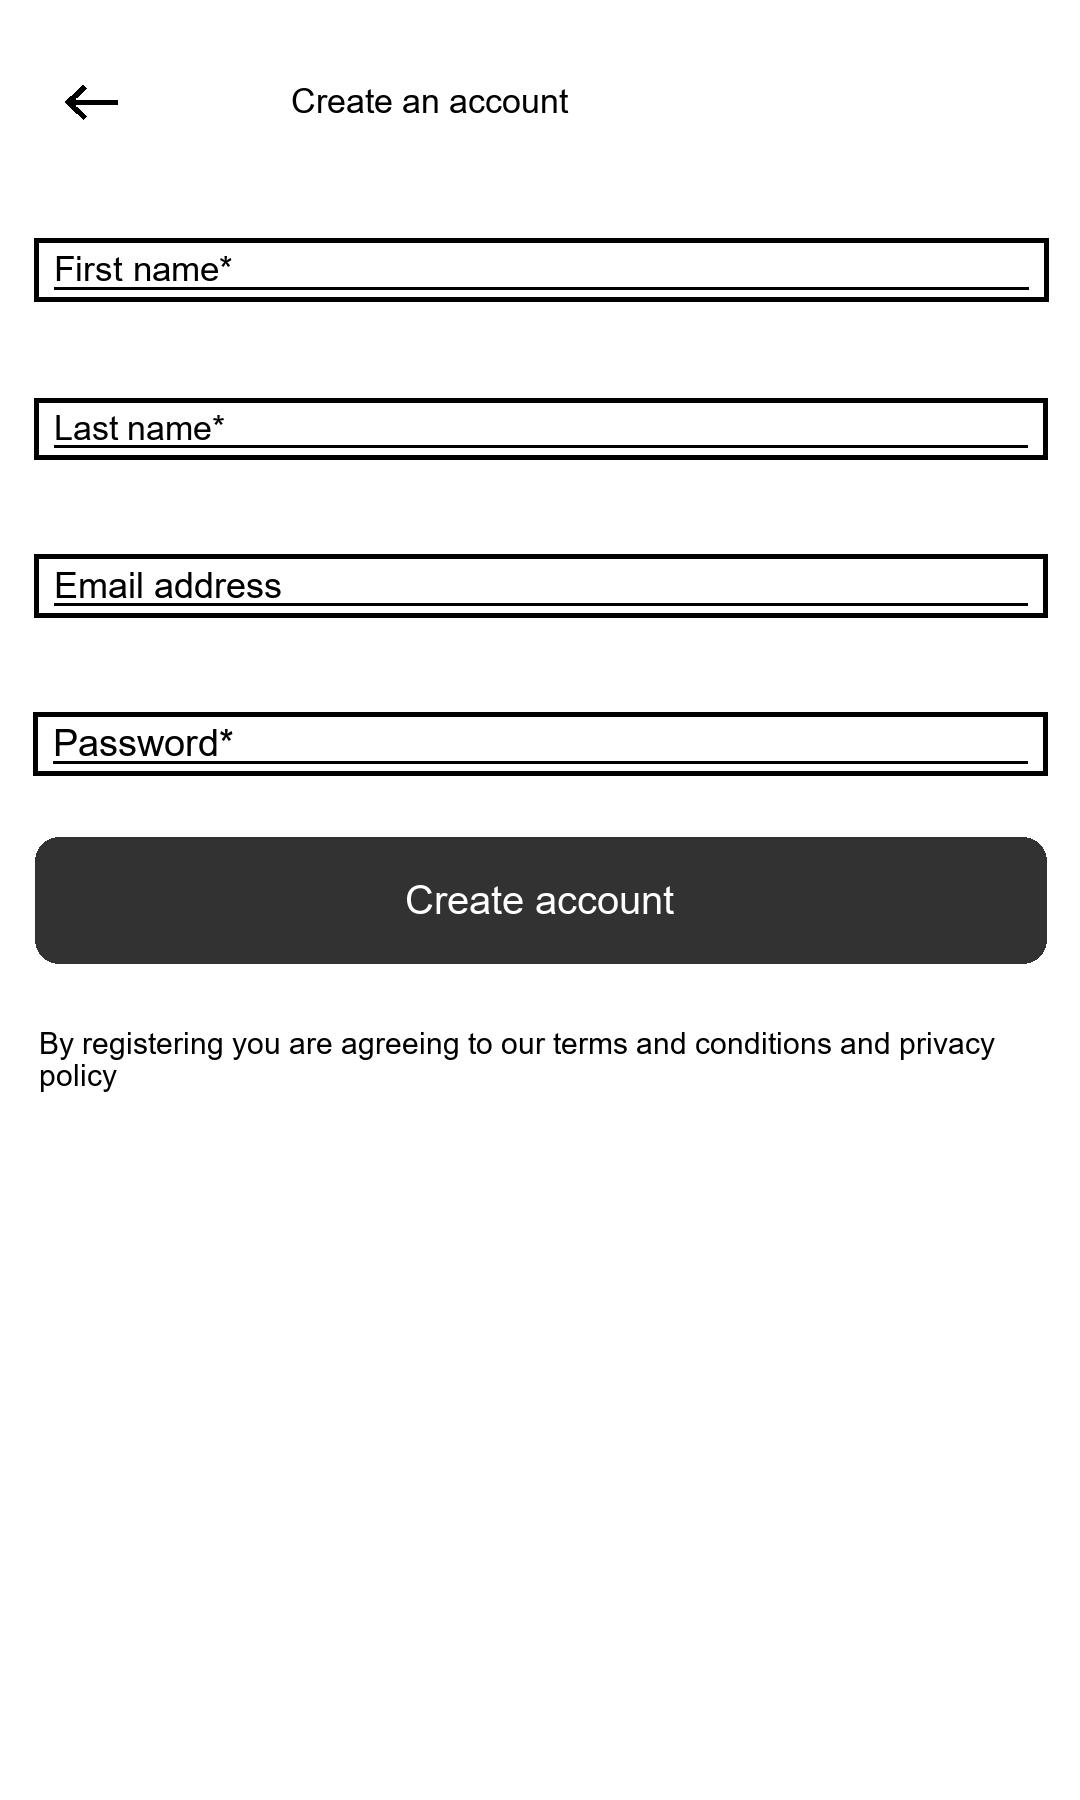 Create an account
First name*
Last name*
Email address
Password*
Create account
By registering you are agreeing to our terms and conditions and privacy
policy